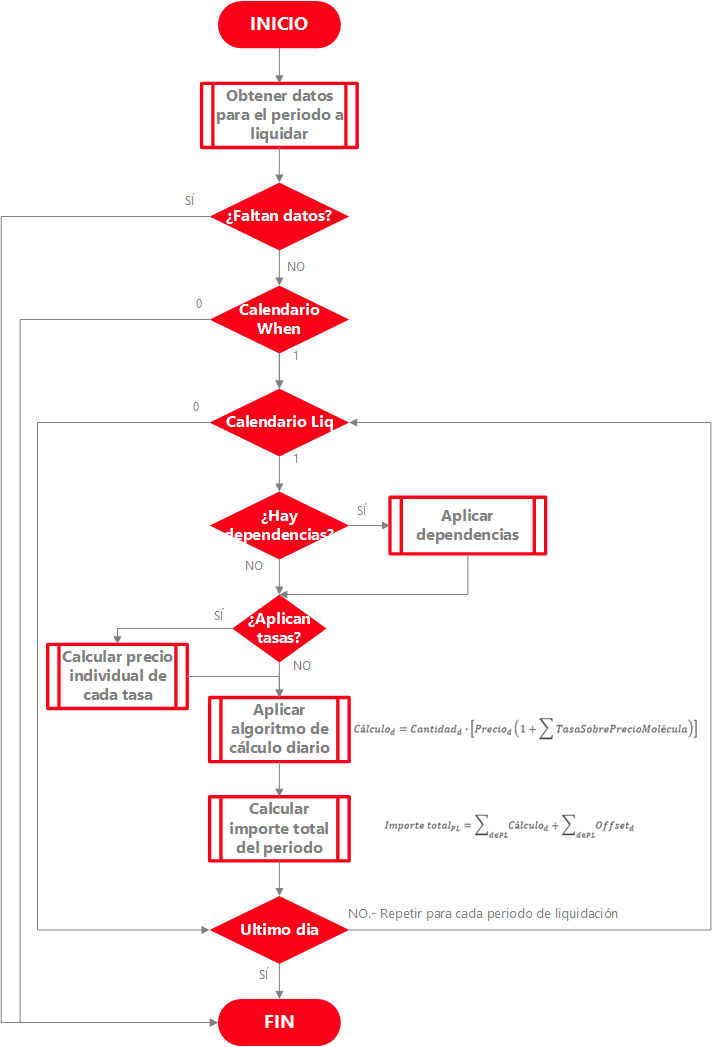 INICIO
Obtener datos
para el periodo a
liquidar
SÍ
¿Faltan datos?
NO
0
Calendario
When
1
0
Calendario Liq
1
¿Hay
dependencias?
SÍ
Aplicar
dependencias
NO
SÍ
¿Aplican
tasas?
NO
Calcular precio
individual de
cada tasa
Aplicar
algoritmo de
cálculo diario
Cálculo_d = Cantidad_d · [Precio_d (1 + ∑ TasaSobrePrecioMolécula)]
Calcular
importe total
del periodo
Importe total_PL = ∑_{d∈PL} Cálculo_d + ∑_{d∈PL} Offset_d
NO.- Repetir para cada periodo de liquidación
Ultimo dia
SÍ
FIN